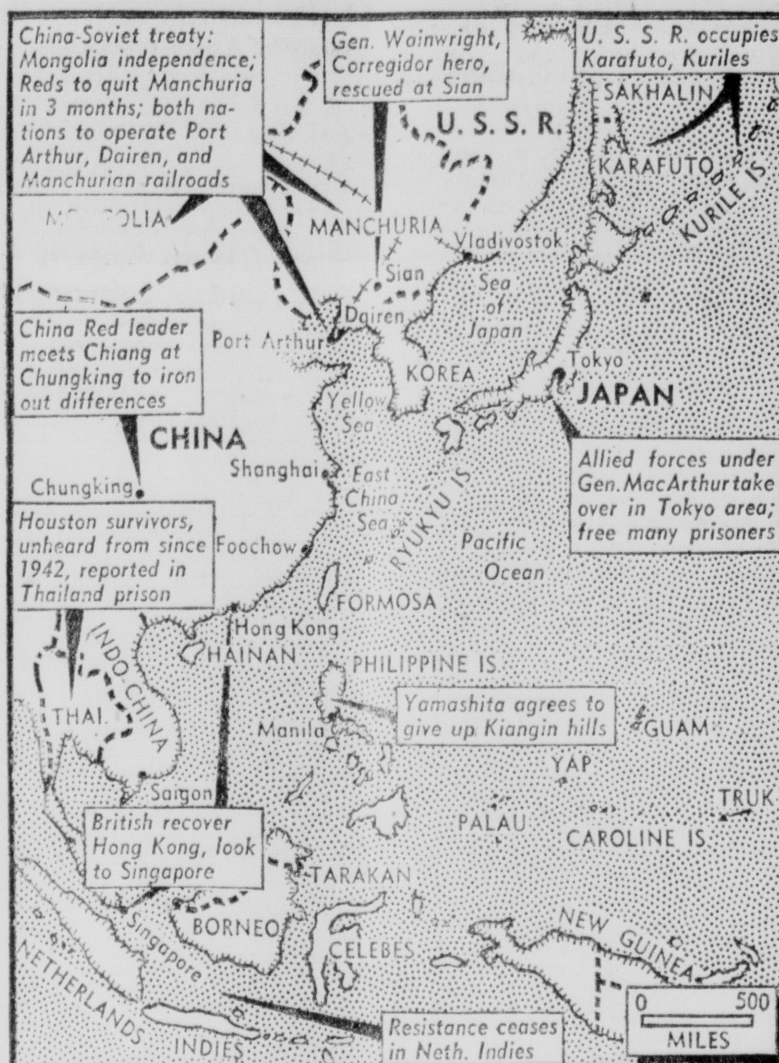 China-Soviet treaty:
Mongolia independence;
Reds to quit Manchuria
in 3 months; both na-
tions to operate Port
Arthur, Dairen, and
Manchurian railroads
Gen. Wainwright,
Corregidor hero,
rescued at Sian
U. S. S. R. occupies
Karafuto, Kuriles
SAKHALIN
U. S. S. R.
KARAFUTO
KURILE IS.
MANCHURIA
Vladivostok
Sian
Sea
of
Japan
Dairen
Port Arthur
KOREA
Tokyo
JAPAN
China Red leader
meets Chiang at
Chungking to iron
out differences
Yellow
Sea
CHINA
Shanghai
East
China
Sea
Chungking
Allied forces under
Gen. MacArthur take
over in Tokyo area;
free many prisoners
Houston survivors,
unheard from since
1942, reported in
Thailand prison
Foochow
RYUKYU IS
Pacific
Ocean
FORMOSA
Hong Kong
HAINAN
INDO CHINA
PHILIPPINE IS.
THAI.
Manila
Yamashita agrees to
give up Kiangin hills
GUAM
YAP
Saigon
PALAU
CAROLINE IS.
TRUK
British recover
Hong Kong, look
to Singapore
TARAKAN
BORNEO
Singapore
CELEBES
NEW GUINEA
NETHERLANDS
INDIES
Resistance ceases
in Neth. Indies
0 500
MILES